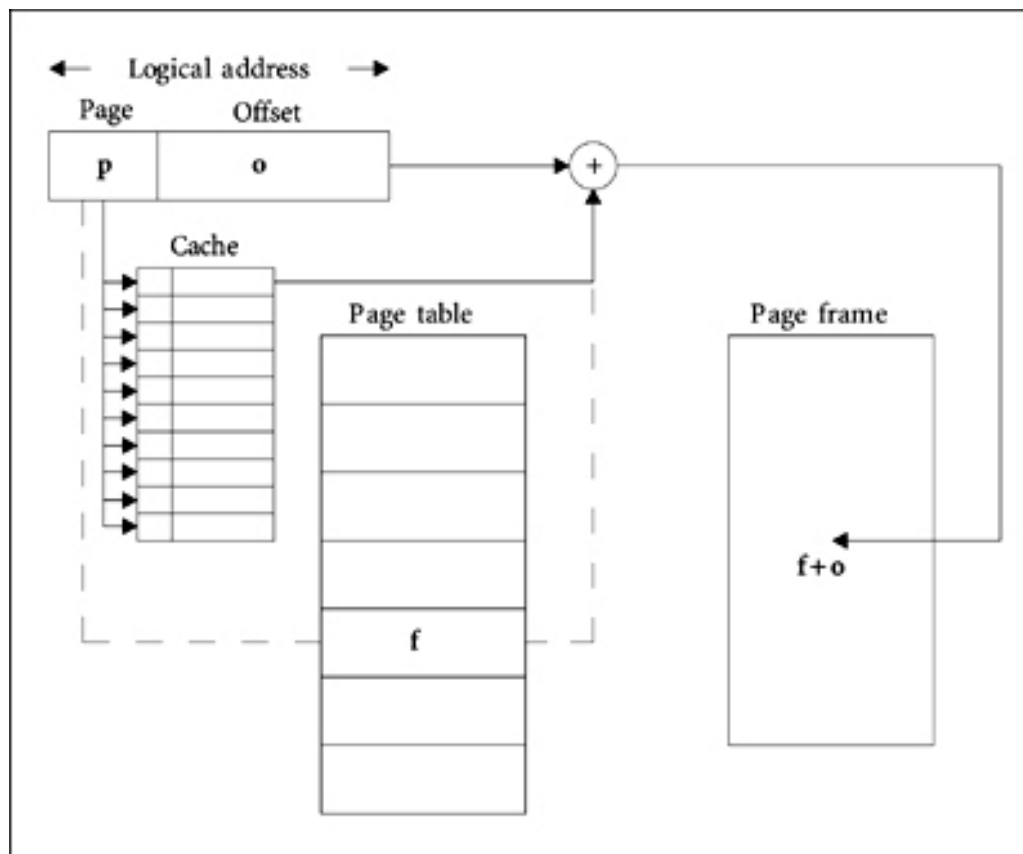 Logical address
Page Offset
p o
+
Cache
Page table
Page frame
f+o
f